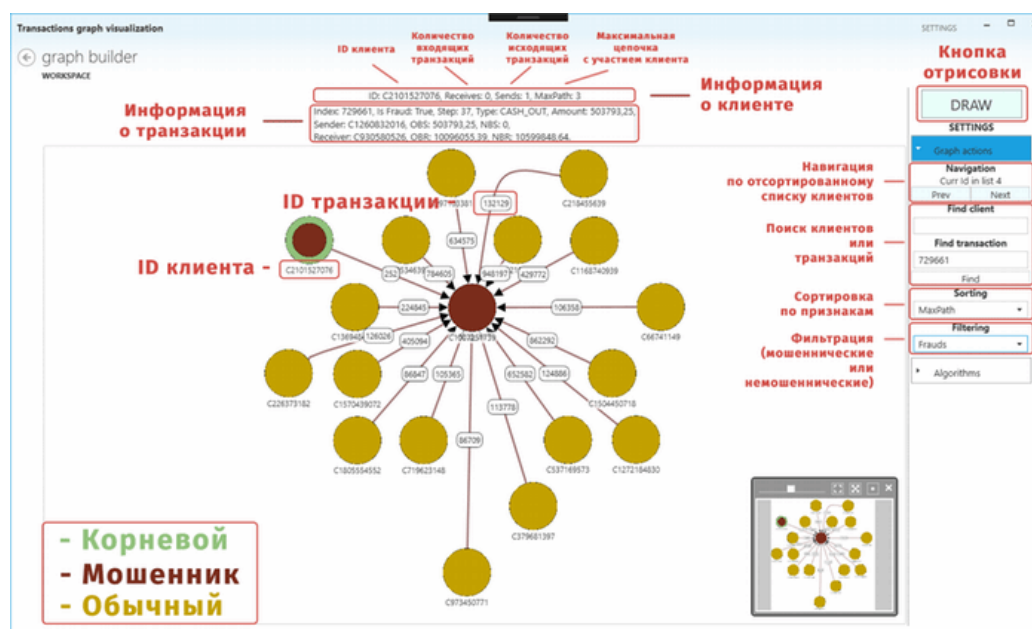 Transactions graph visualization
SETTINGS
graph builder
WORKSPACE
ID клиента
Количество
входящих
транзакций
Количество
исходящих
транзакций
Максимальная
цепочка
с участием клиента
Кнопка
отрисовки
Информация
о транзакции
ID: C2101527076, Receives: 0, Sends: 1, MaxPath: 3
Index: 729661, Is Fraud: True, Step: 37, Type: CASH_OUT, Amount: 503793,25,
Sender: C1260832016, OBS: 503793,25, NBS: 0,
Receiver: C930580526, OBR: 10096055,39, NBR: 10599848,64,
Информация
о клиенте
DRAW
SETTINGS
Graph actions
Навигация
по отсортированному
списку клиентов
Navigation
Curr Id in list 4
Prev
Next
Поиск клиентов
или
транзакций
Find client
Find transaction
729661
Find
Сортировка
по признакам
Sorting
MaxPath
Фильтрация
(мошеннические
или
немошеннические)
Filtering
Frauds
Algorithms
ID транзакции
132129
C218455639
634575
ID клиента
C2101527076
252
784605
948197
429772
C1168740939
224845
106358
C66741149
126026
405094
862292
C226373182
C1570439072
86847
105365
652582
124886
C1504450718
113778
86709
C1805554552
C719623148
C537169573
C1272184830
C379681397
C973450771
- Корневой
- Мошенник
- Обычный